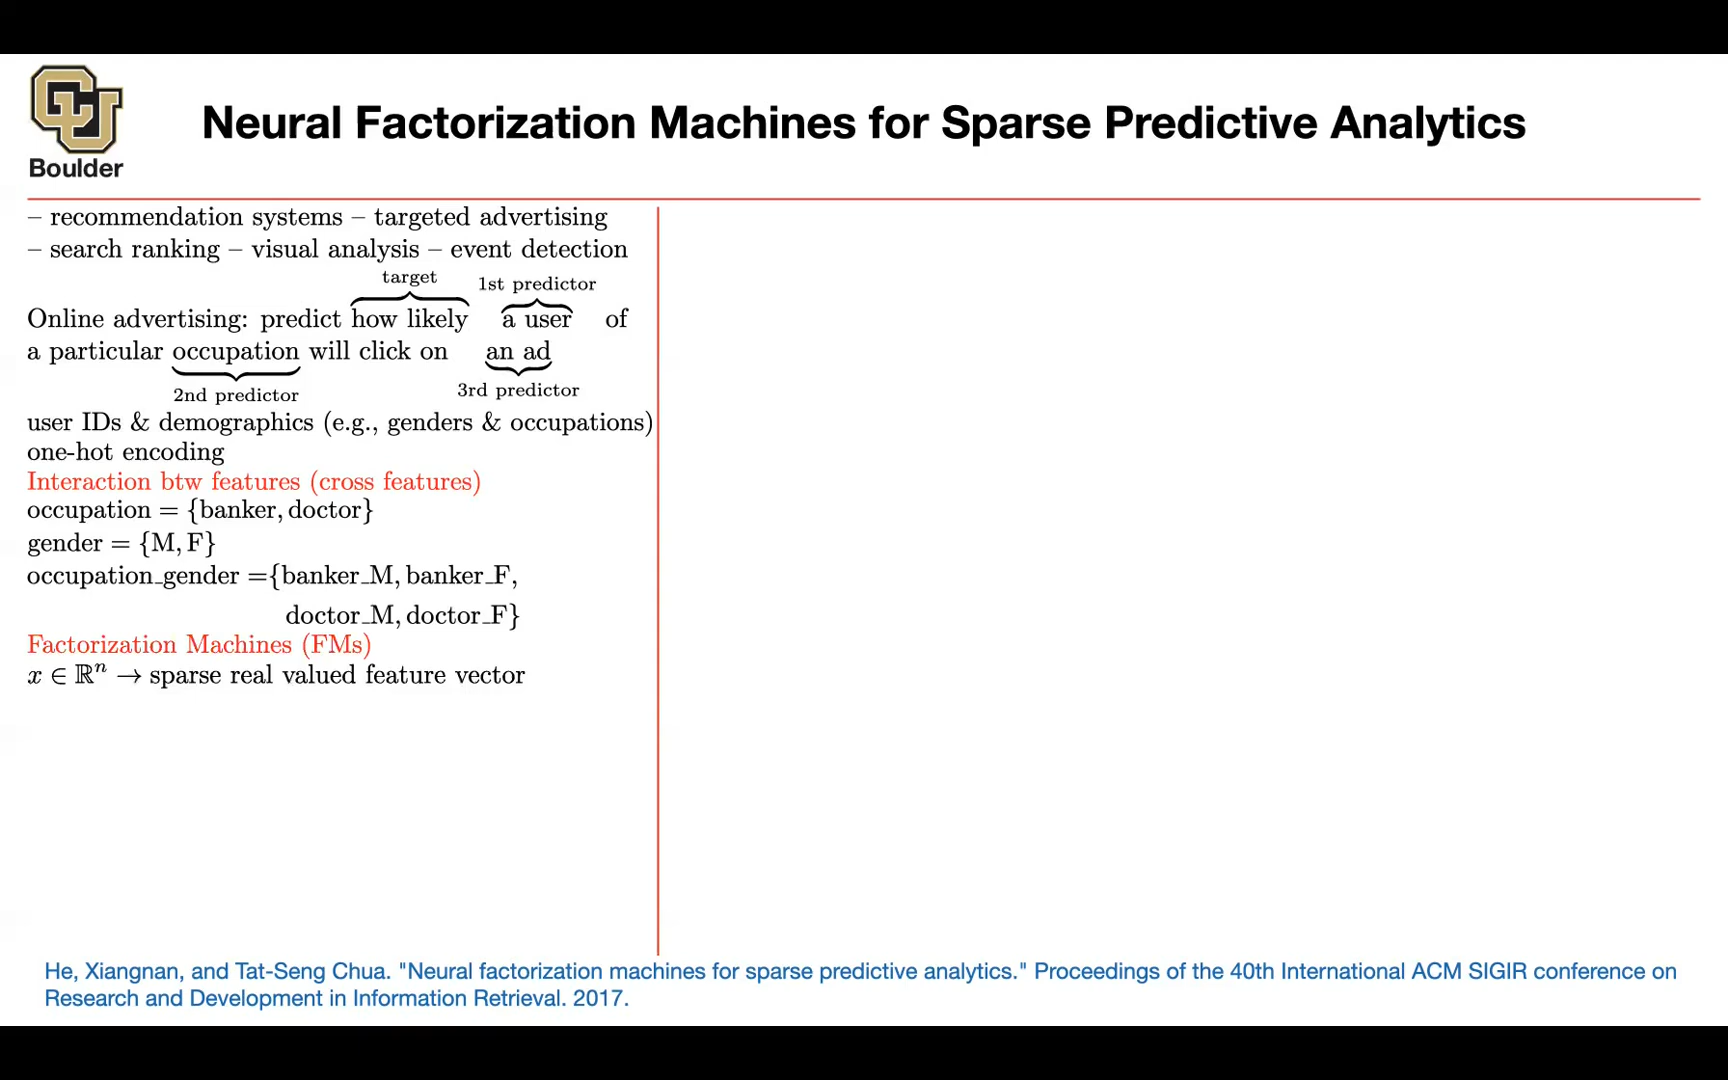 CU
Boulder
Neural Factorization Machines for Sparse Predictive Analytics
– recommendation systems – targeted advertising
– search ranking – visual analysis – event detection
target
1st predictor
Online advertising: predict how likely a user of
a particular occupation will click on an ad
2nd predictor
3rd predictor
user IDs & demographics (e.g., genders & occupations)
one-hot encoding
Interaction btw features (cross features)
occupation = {banker, doctor}
gender = {M, F}
occupation_gender ={banker_M, banker_F,
doctor_M, doctor_F}
Factorization Machines (FMs)
x ∈ ℝⁿ → sparse real valued feature vector
He, Xiangnan, and Tat-Seng Chua. "Neural factorization machines for sparse predictive analytics." Proceedings of the 40th International ACM SIGIR conference on
Research and Development in Information Retrieval. 2017.